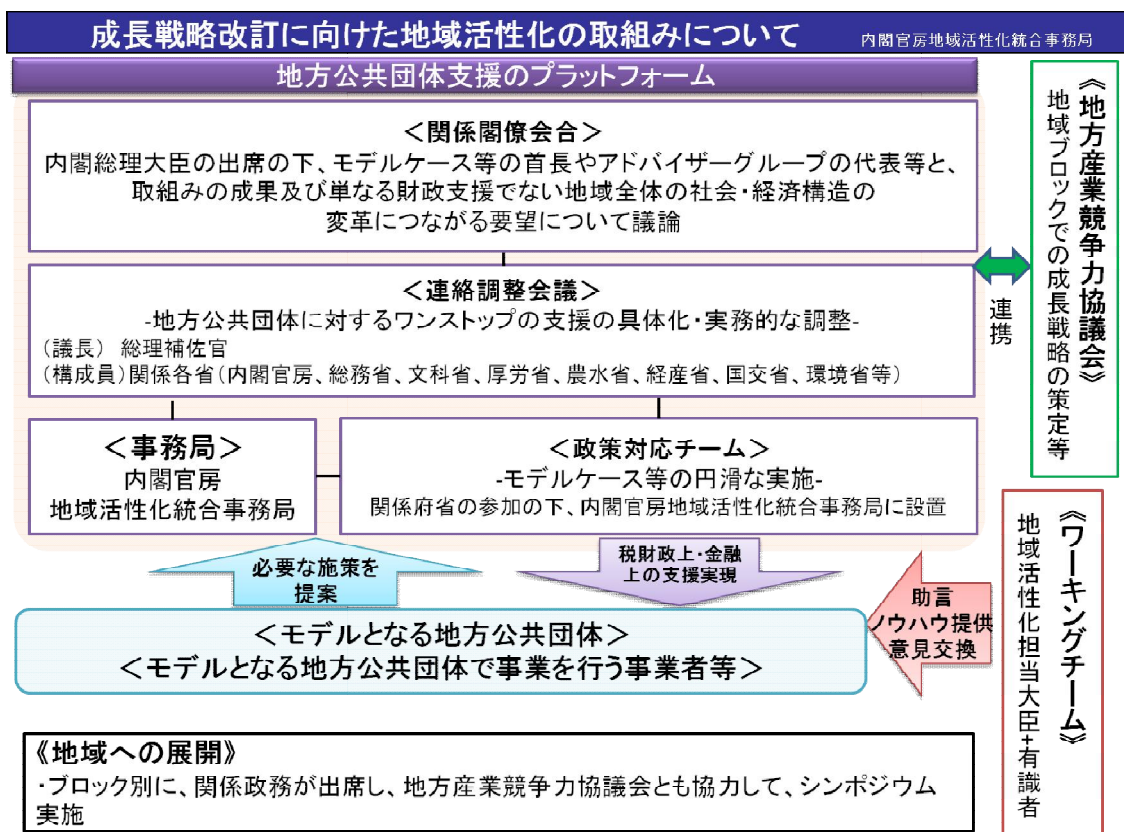 成長戦略改訂に向けた地域活性化の取組みについて
内閣官房地域活性化統合事務局
地方公共団体支援のプラットフォーム
＜関係閣僚会合＞
内閣総理大臣の出席の下、モデルケース等の首長やアドバイザーグループの代表等と、
取組みの成果及び単なる財政支援でない地域全体の社会・経済構造の
変革につながる要望について議論
＜連絡調整会議＞
-地方公共団体に対するワンストップの支援の具体化・実務的な調整-
（議長） 総理補佐官
（構成員）関係各省（内閣官房、総務省、文科省、厚労省、農水省、経産省、国交省、環境省等）
＜事務局＞
内閣官房
地域活性化統合事務局
＜政策対応チーム＞
-モデルケース等の円滑な実施-
関係府省の参加の下、内閣官房地域活性化統合事務局に設置
連携
《地方産業競争力協議会》
地域ブロックでの成長戦略の策定等
必要な施策を
提案
税財政上・金融
上の支援実現
助言
ノウハウ提供
意見交換
《ワーキングチーム》
地域活性化担当大臣+有識者
＜モデルとなる地方公共団体＞
＜モデルとなる地方公共団体で事業を行う事業者等＞
《地域への展開》
・ブロック別に、関係政務が出席し、地方産業競争力協議会とも協力して、シンポジウム
実施